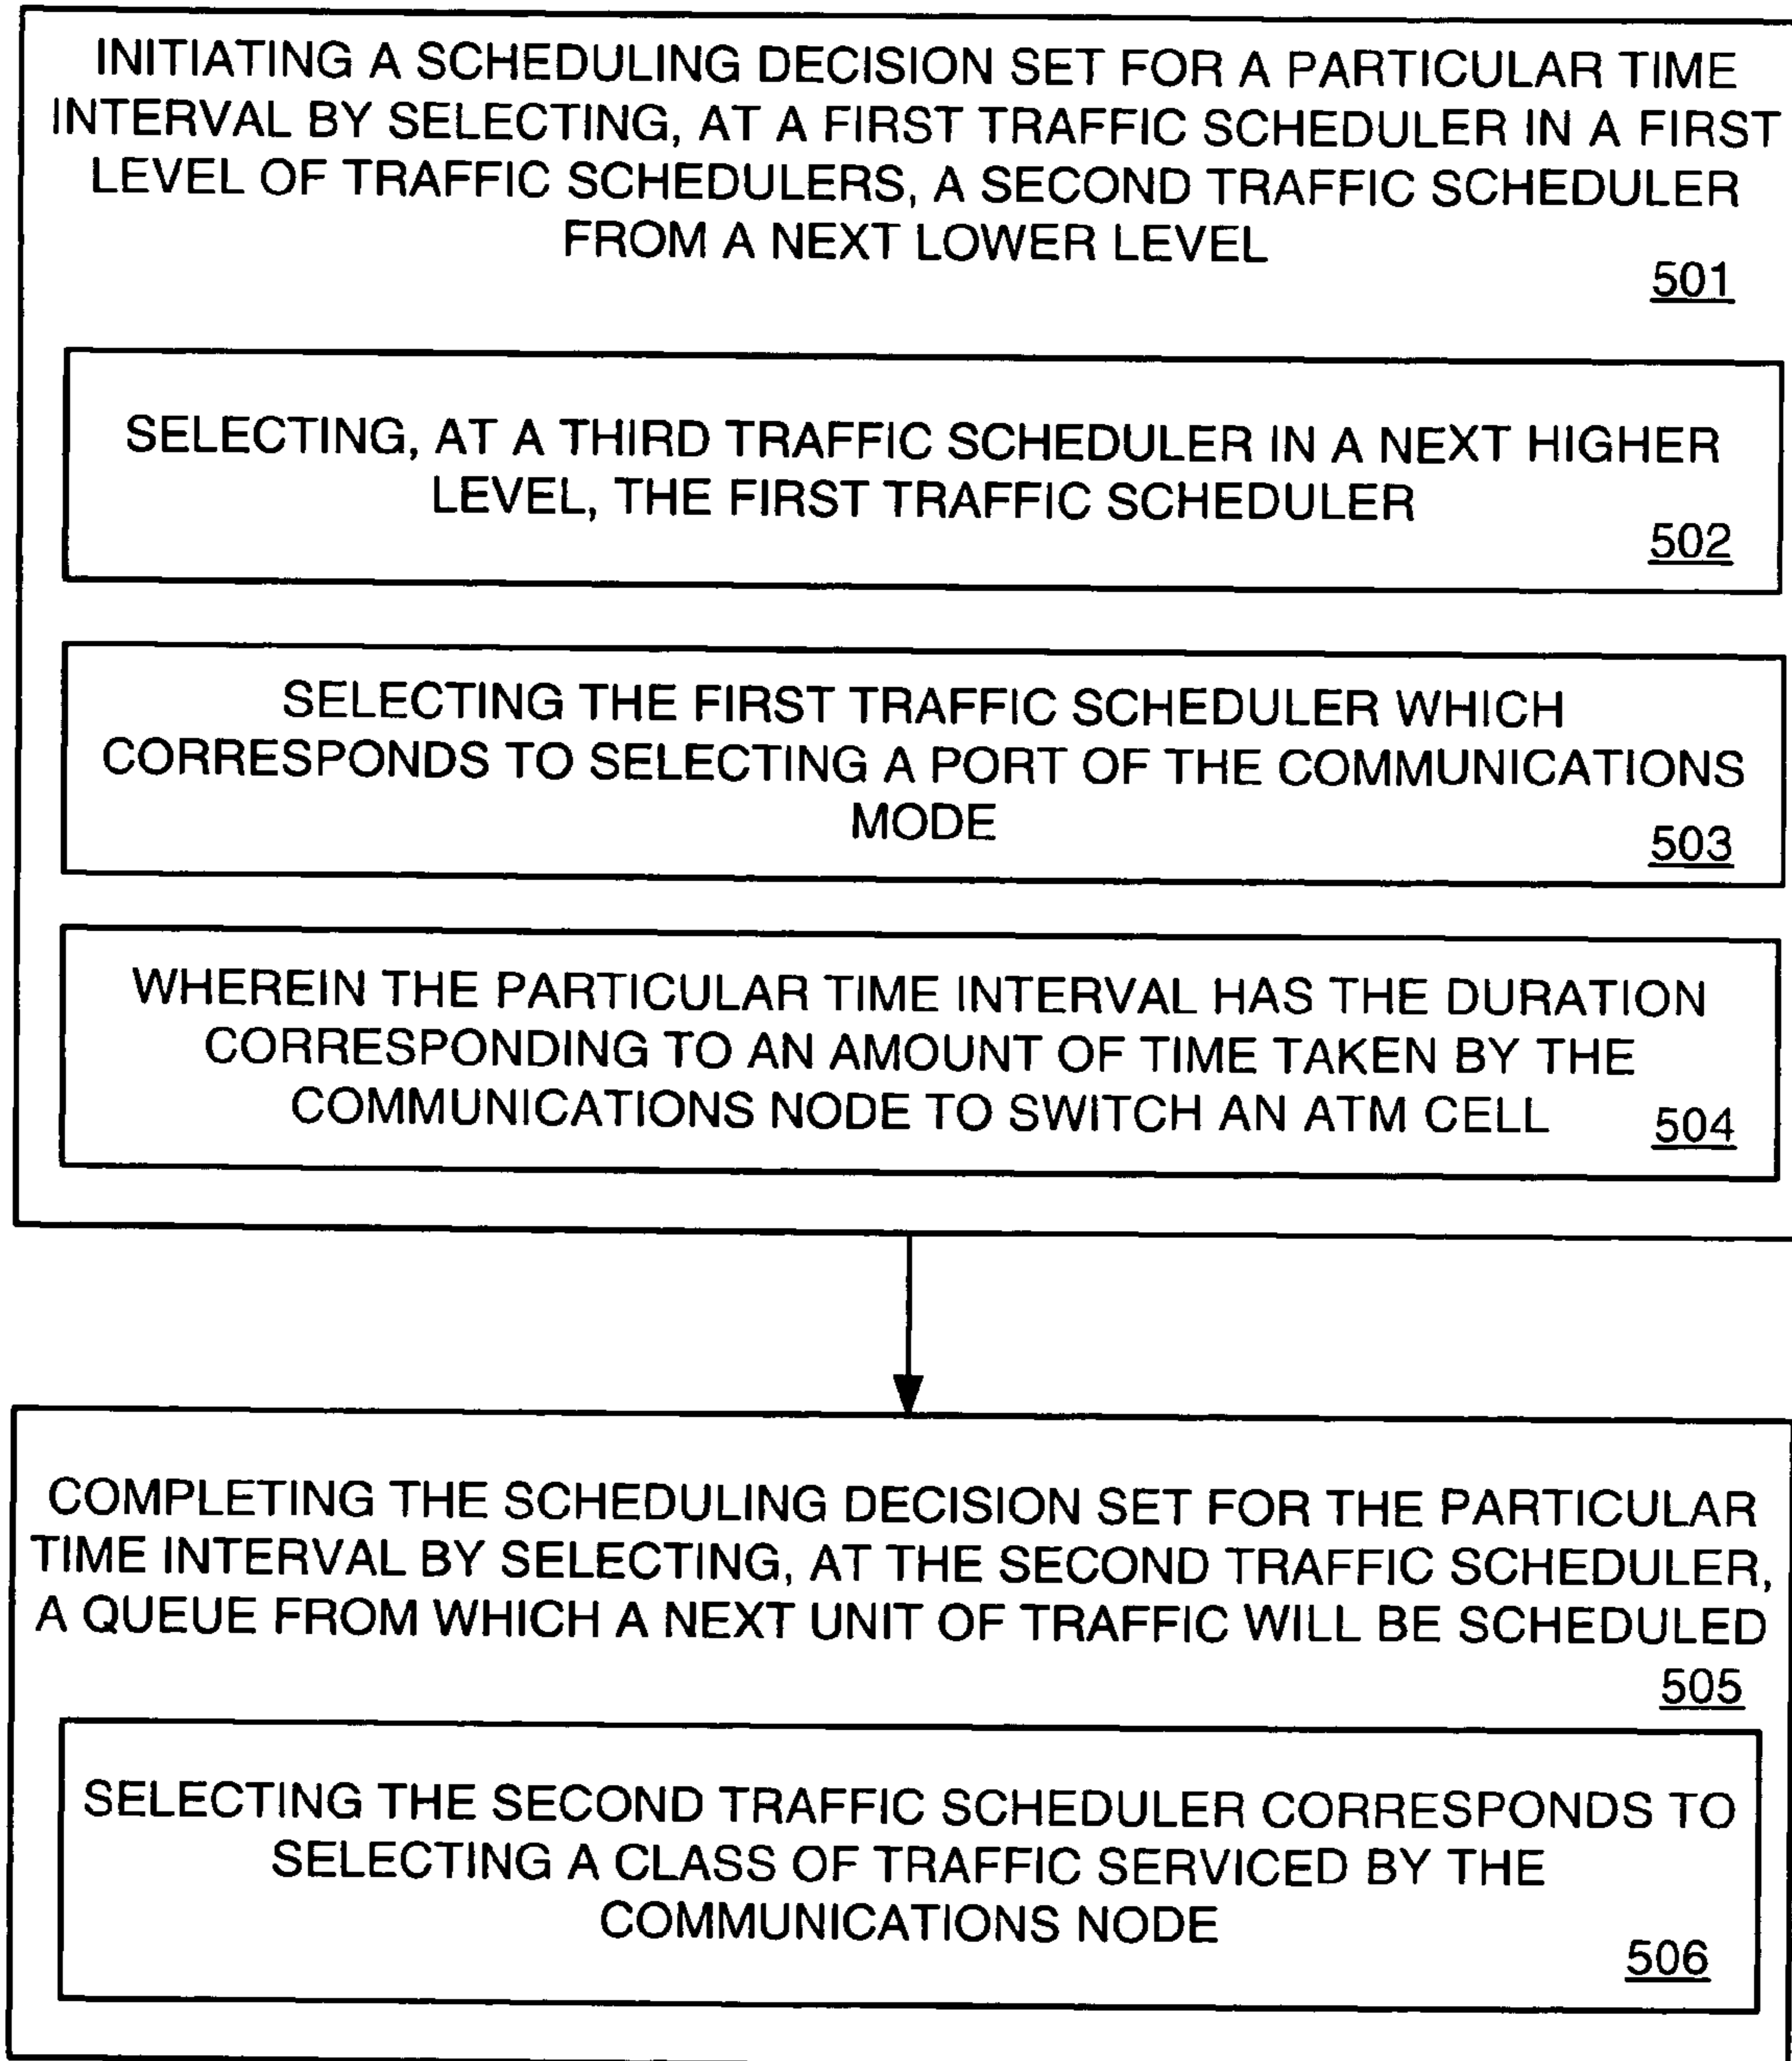 INITIATING A SCHEDULING DECISION SET FOR A PARTICULAR TIME
INTERVAL BY SELECTING, AT A FIRST TRAFFIC SCHEDULER IN A FIRST
LEVEL OF TRAFFIC SCHEDULERS, A SECOND TRAFFIC SCHEDULER
FROM A NEXT LOWER LEVEL
501
SELECTING, AT A THIRD TRAFFIC SCHEDULER IN A NEXT HIGHER
LEVEL, THE FIRST TRAFFIC SCHEDULER
502
SELECTING THE FIRST TRAFFIC SCHEDULER WHICH
CORRESPONDS TO SELECTING A PORT OF THE COMMUNICATIONS
MODE
503
WHEREIN THE PARTICULAR TIME INTERVAL HAS THE DURATION
CORRESPONDING TO AN AMOUNT OF TIME TAKEN BY THE
COMMUNICATIONS NODE TO SWITCH AN ATM CELL
504
COMPLETING THE SCHEDULING DECISION SET FOR THE PARTICULAR
TIME INTERVAL BY SELECTING, AT THE SECOND TRAFFIC SCHEDULER,
A QUEUE FROM WHICH A NEXT UNIT OF TRAFFIC WILL BE SCHEDULED
505
SELECTING THE SECOND TRAFFIC SCHEDULER CORRESPONDS TO
SELECTING A CLASS OF TRAFFIC SERVICED BY THE
COMMUNICATIONS NODE
506